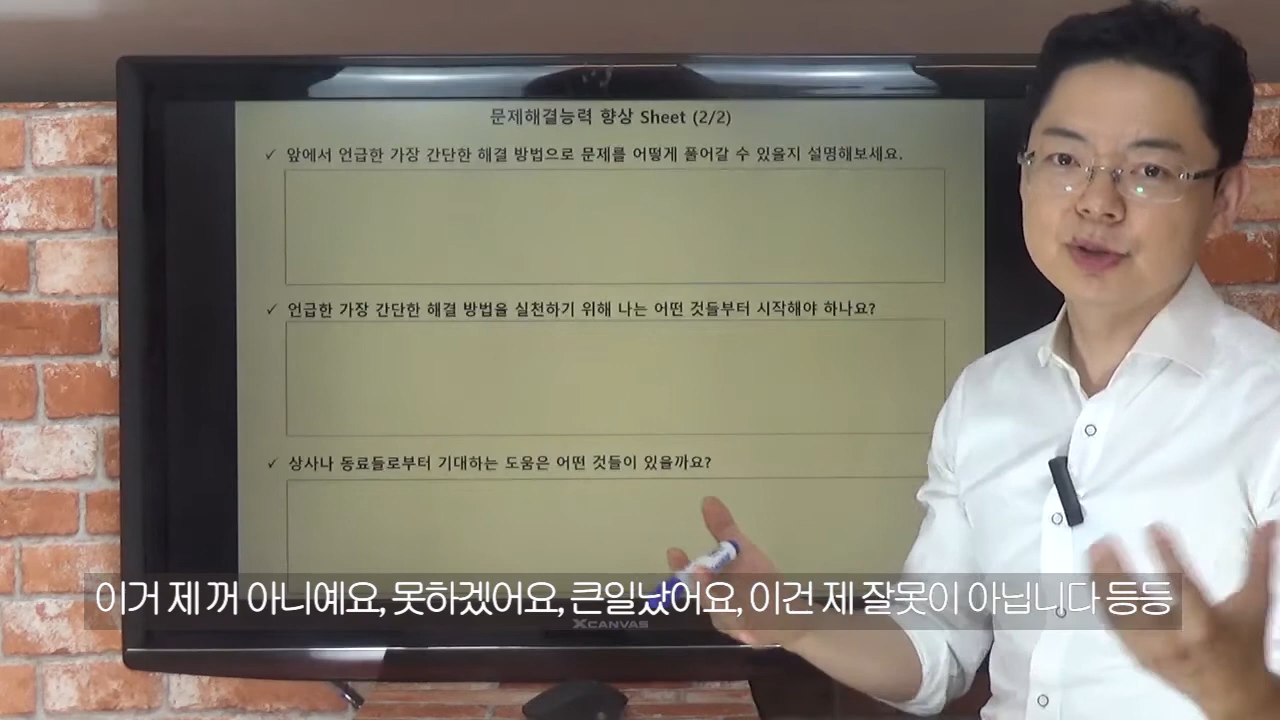 문제해결능력 향상 Sheet (2/2)
✓ 앞에서 언급한 가장 간단한 해결 방법으로 문제를 어떻게 풀어갈 수 있을지 설명해보세요.
✓ 언급한 가장 간단한 해결 방법을 실천하기 위해 나는 어떤 것들부터 시작해야 하나요?
✓ 상사나 동료들로부터 기대하는 도움은 어떤 것들이 있을까요?
이거 제 꺼 아니예요, 못하겠어요, 큰일났어요, 이건 제 잘못이 아닙니다 등등
XCANVAS